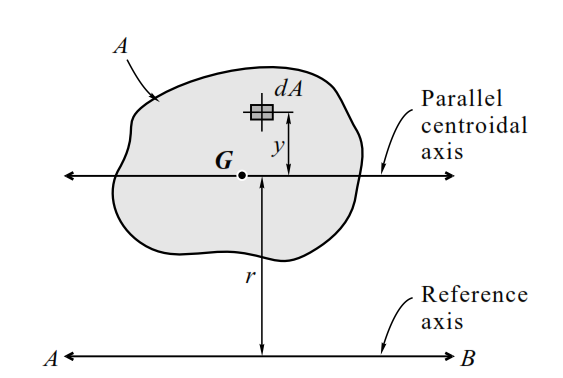 A
dA
Parallel
centroidal
axis
y
G
r
Reference
axis
A
B